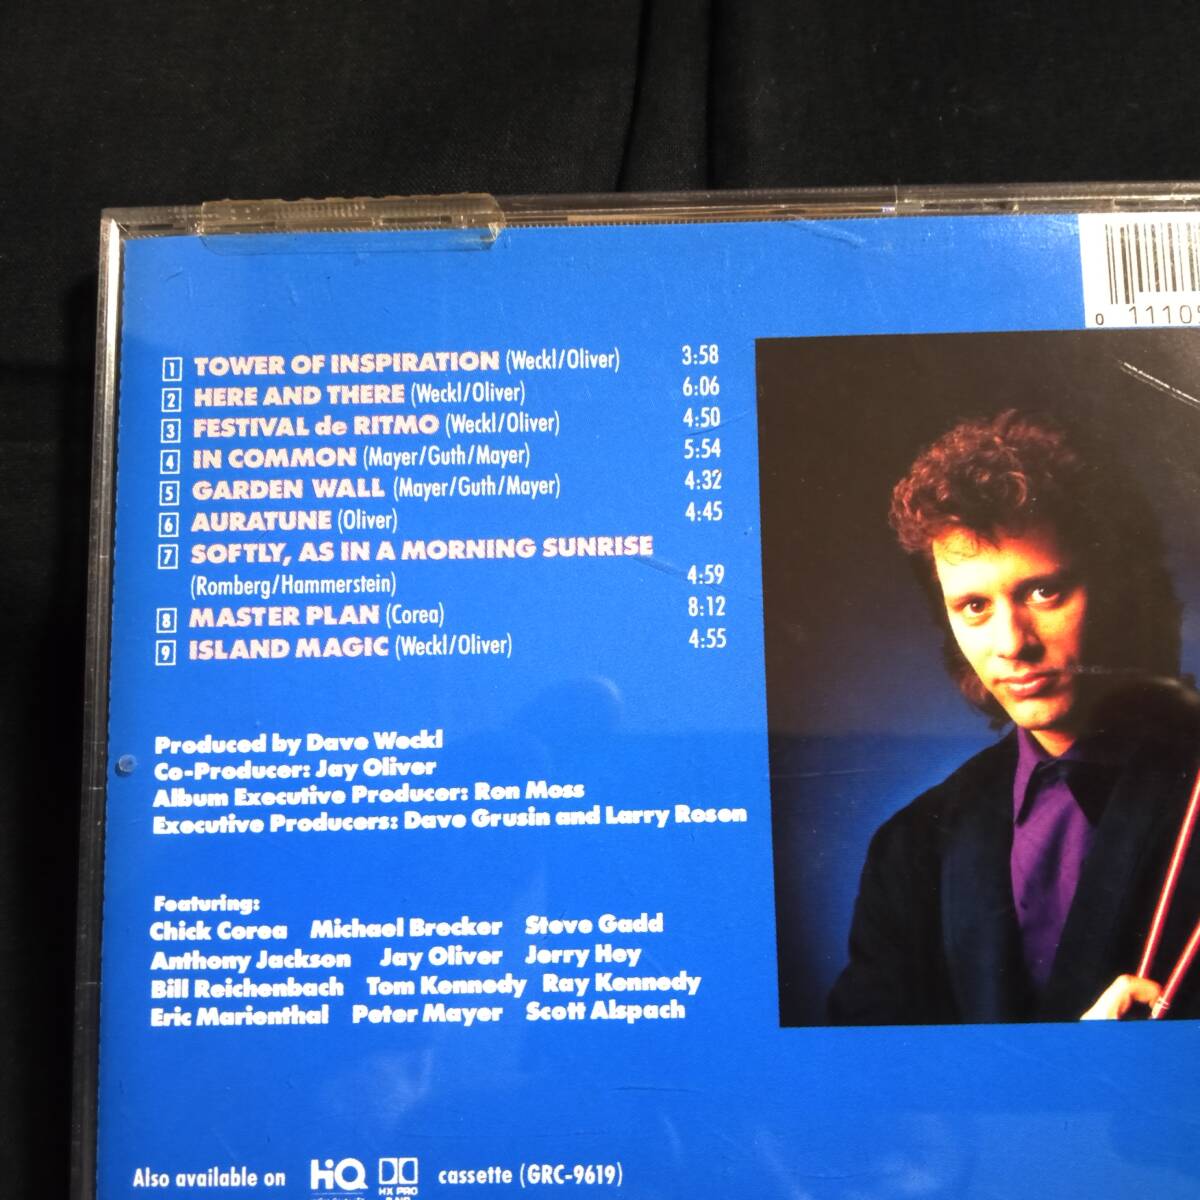 0 11105
1 TOWER OF INSPIRATION (Weckl/Oliver) 3:58
2 HERE AND THERE (Weckl/Oliver) 6:06
3 FESTIVAL de RITMO (Weckl/Oliver) 4:50
4 IN COMMON (Mayer/Guth/Mayer) 5:54
5 GARDEN WALL (Mayer/Guth/Mayer) 4:32
6 AURATUNE (Oliver) 4:45
7 SOFTLY, AS IN A MORNING SUNRISE
(Romberg/Hammerstein) 4:59
8 MASTER PLAN (Corea) 8:12
9 ISLAND MAGIC (Weckl/Oliver) 4:55
Produced by Dave Weckl
Co-Producer: Jay Oliver
Album Executive Producer: Ron Moss
Executive Producers: Dave Grusin and Larry Rosen
Featuring:
Chick Corea Michael Brecker Steve Gadd
Anthony Jackson Jay Oliver Jerry Hey
Bill Reichenbach Tom Kennedy Ray Kennedy
Eric Marienthal Peter Mayer Scott Alspach
Also available on HiQ HX PRO cassette (GRC-9619)